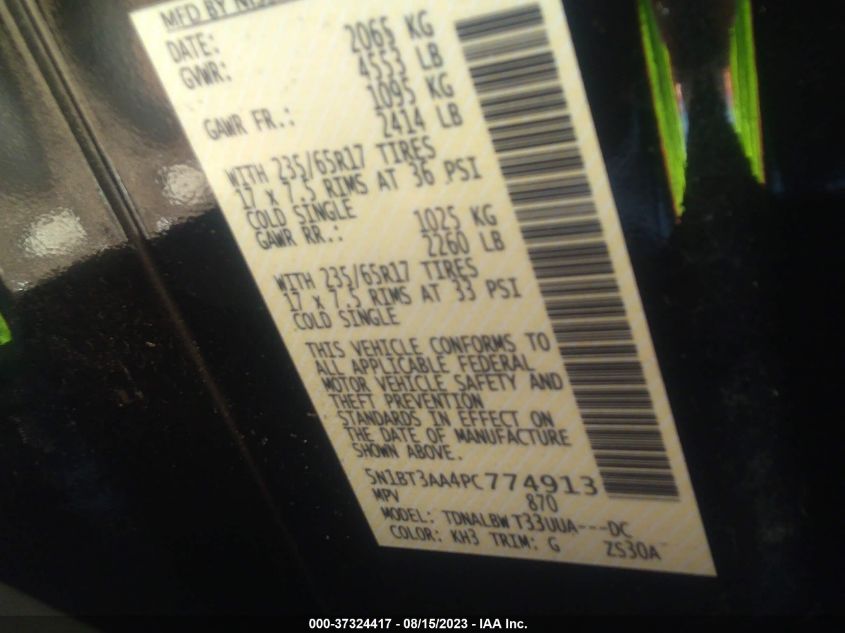 MFD BY
DATE:
GVWR: 2065 KG
4553 LB
GAWR FR.: 1095 KG
2414 LB
WITH 235/65R17 TIRES
17 x 7.5 RIMS AT 36 PSI
COLD SINGLE
GAWR RR.: 1025 KG
2260 LB
WITH 235/65R17 TIRES
17 x 7.5 RIMS AT 33 PSI
COLD SINGLE
THIS VEHICLE CONFORMS TO
ALL APPLICABLE FEDERAL
MOTOR VEHICLE SAFETY AND
THEFT PREVENTION
STANDARDS IN EFFECT ON
THE DATE OF MANUFACTURE
SHOWN ABOVE.
5N1BT3AA4PC774913
MPV 870
MODEL: TDNALBW T33UUA---DC
COLOR: KH3 TRIM: G ZS30A
000-37324417 - 08/15/2023 - IAA Inc.